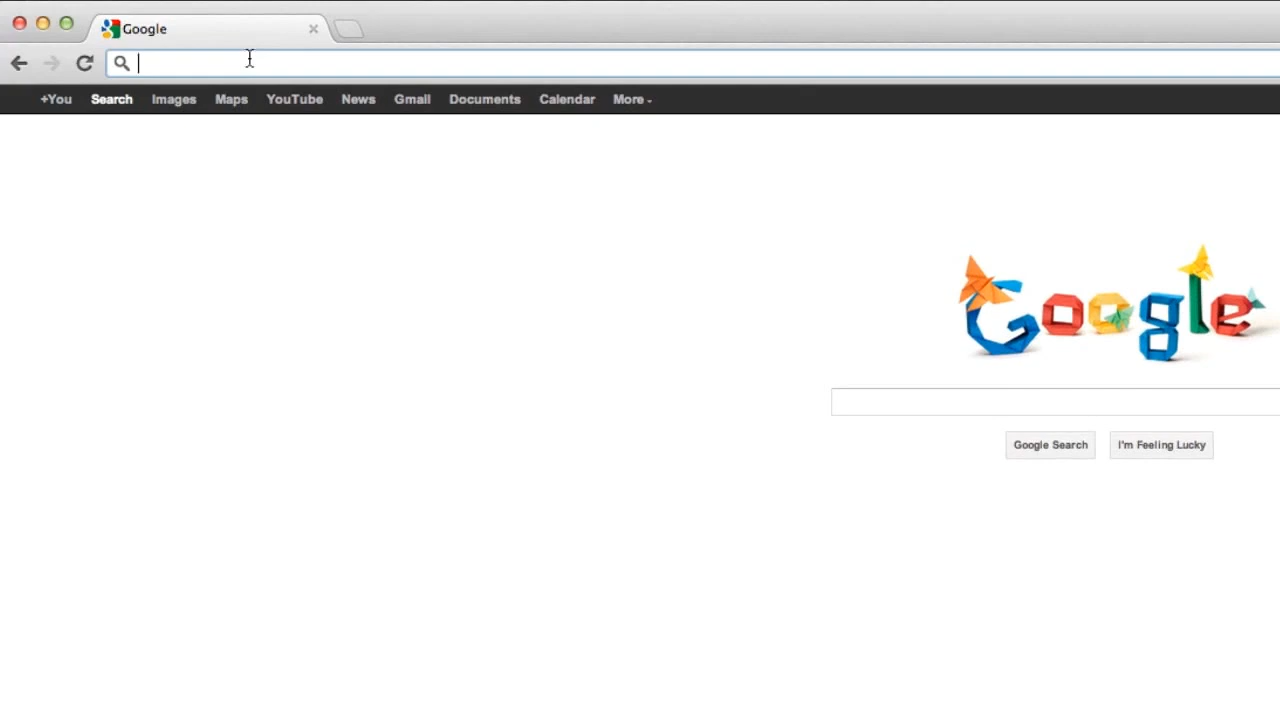 Google
+You Search Images Maps YouTube News Gmail Documents Calendar More
Google
Google Search I'm Feeling Lucky